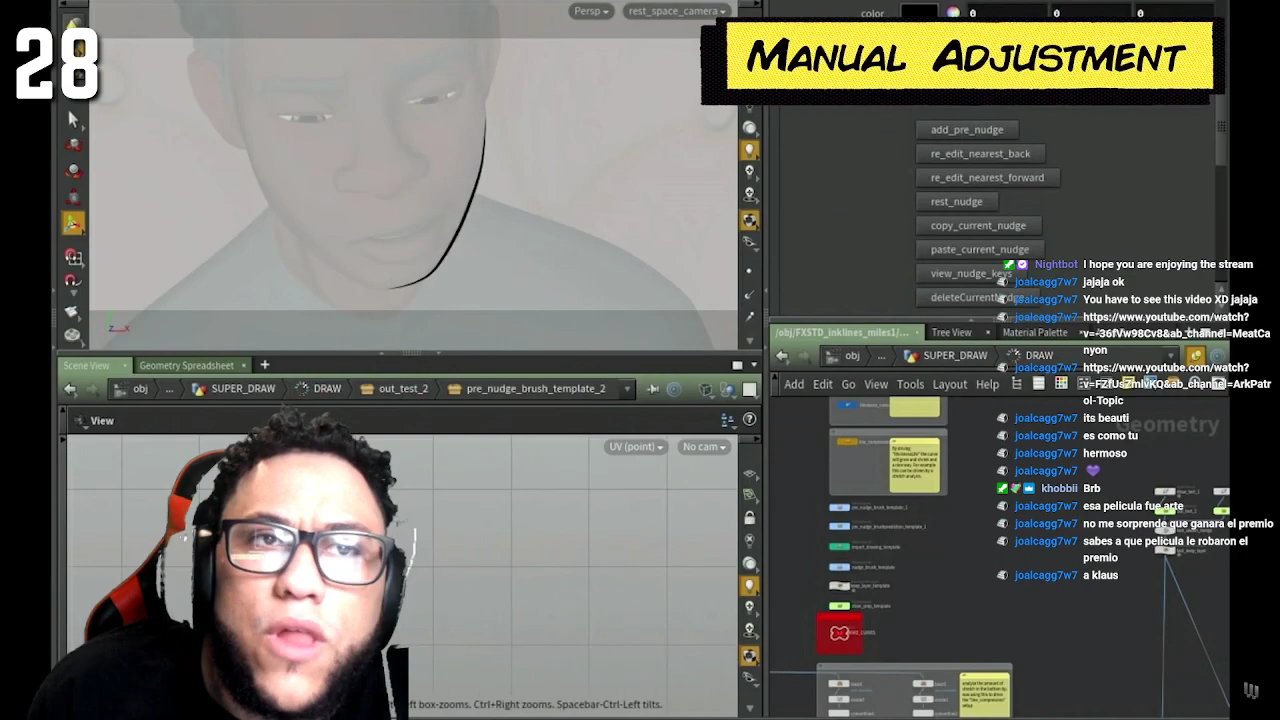 28
Persp
rest_space_camera
color
0
0
0
MANUAL ADJUSTMENT
add_pre_nudge
re_edit_nearest_back
re_edit_nearest_forward
rest_nudge
copy_current_nudge
paste_current_nudge
view_nudge_keys
Nightbot I hope you are enjoying the stream
joalcagg7w7 jajaja ok
joalcagg7w7 You have to see this video XD jajaja
joalcagg7w7 https://www.youtube.com/watch?
v=-36fVw98Cv8&ab_channel=MeatCa
nyon
joalcagg7w7 https://www.youtube.com/watch?
ol-Topic
joalcagg7w7 its beauti
joalcagg7w7 es como tu
joalcagg7w7 hermoso
joalcagg7w7 💜
khobbii Brb
joalcagg7w7 esa pelicula fue arte
joalcagg7w7 no me sorprende que ganara el premio
joalcagg7w7 sabes a que pelicula le robaron el
premio
joalcagg7w7 a klaus
z x
Scene View
Geometry Spreadsheet
obj ... SUPER_DRAW DRAW out_test_2 pre_nudge_brush_template_2
View
UV (point)
No cam
left box-zooms. Ctrl+Right zooms. Spacebar-Ctrl-Left tilts.
/obj/FXSTD_inklines_miles1/...
Tree View
Material Palette
obj ... SUPER_DRAW DRAW
Add Edit Go View Tools Layout Help
Geometry